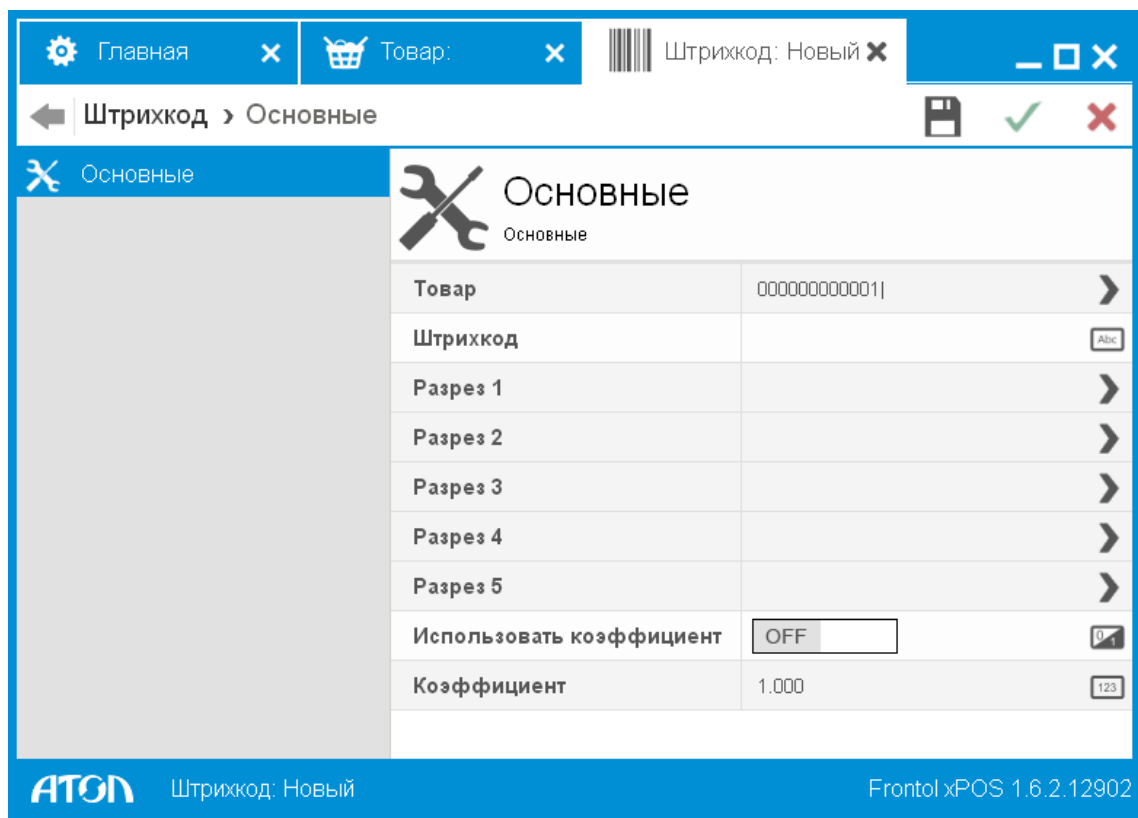 Главная
Товар:
Штрихкод: Новый
Штрихкод › Основные
Основные
Основные
Основные
Товар 000000000001|
Штрихкод Abc
Разрез 1
Разрез 2
Разрез 3
Разрез 4
Разрез 5
Использовать коэффициент OFF 0/1
Коэффициент 1.000 123
АТОЛ Штрихкод: Новый Frontol xPOS 1.6.2.12902